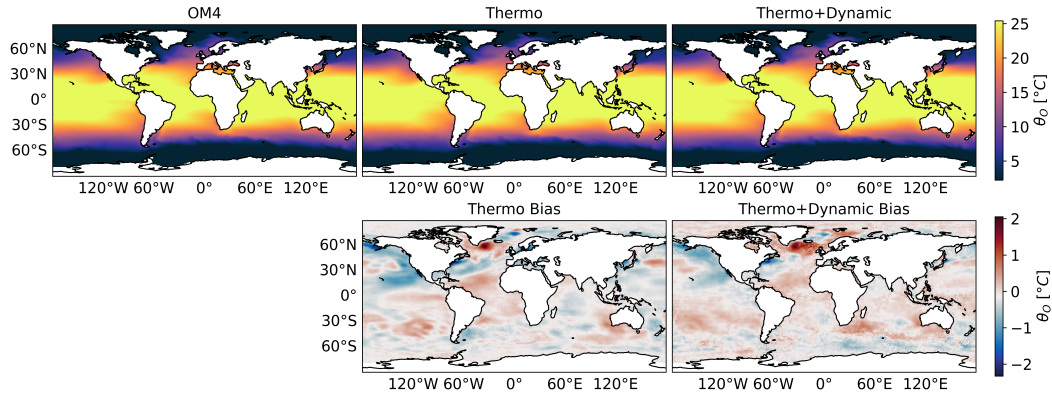 OM4
Thermo
Thermo+Dynamic
60°N
30°N
0°
30°S
60°S
120°W 60°W 0° 60°E 120°E
120°W 60°W 0° 60°E 120°E
120°W 60°W 0° 60°E 120°E
25
20
15
10
5
θ_O [°C]
Thermo Bias
Thermo+Dynamic Bias
60°N
30°N
0°
30°S
60°S
120°W 60°W 0° 60°E 120°E
120°W 60°W 0° 60°E 120°E
2
1
0
−1
−2
θ_O [°C]